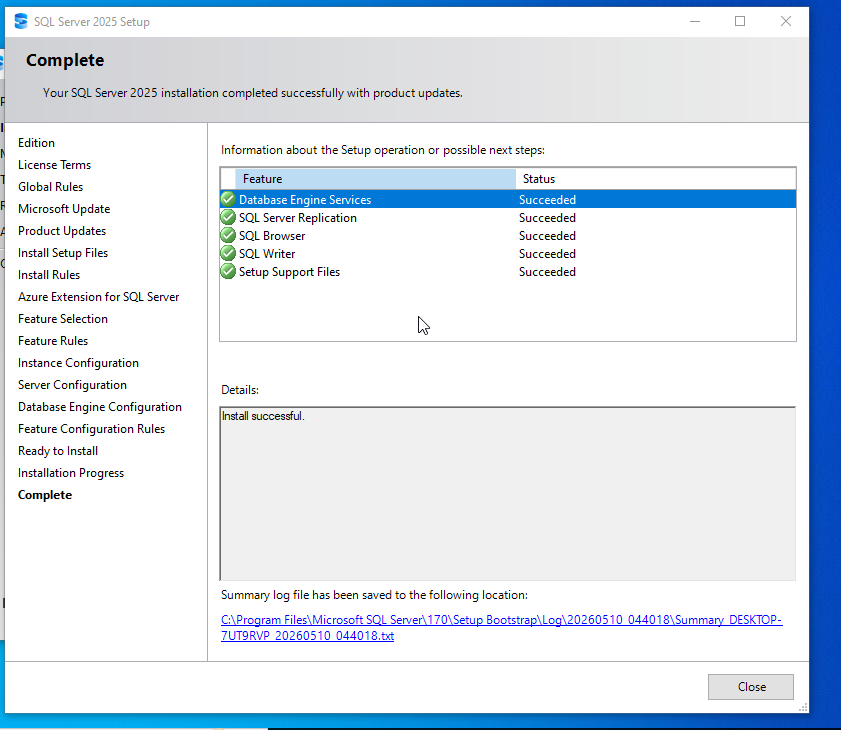 SQL Server 2025 Setup
Complete
Your SQL Server 2025 installation completed successfully with product updates.
Edition
License Terms
Global Rules
Microsoft Update
Product Updates
Install Setup Files
Install Rules
Azure Extension for SQL Server
Feature Selection
Feature Rules
Instance Configuration
Server Configuration
Database Engine Configuration
Feature Configuration Rules
Ready to Install
Installation Progress
Complete
Information about the Setup operation or possible next steps:
Feature Status
Database Engine Services Succeeded
SQL Server Replication Succeeded
SQL Browser Succeeded
SQL Writer Succeeded
Setup Support Files Succeeded
Details:
Install successful.
Summary log file has been saved to the following location:
C:\Program Files\Microsoft SQL Server\170\Setup Bootstrap\Log\20260510_044018\Summary_DESKTOP-
7UT9RVP_20260510_044018.txt
Close